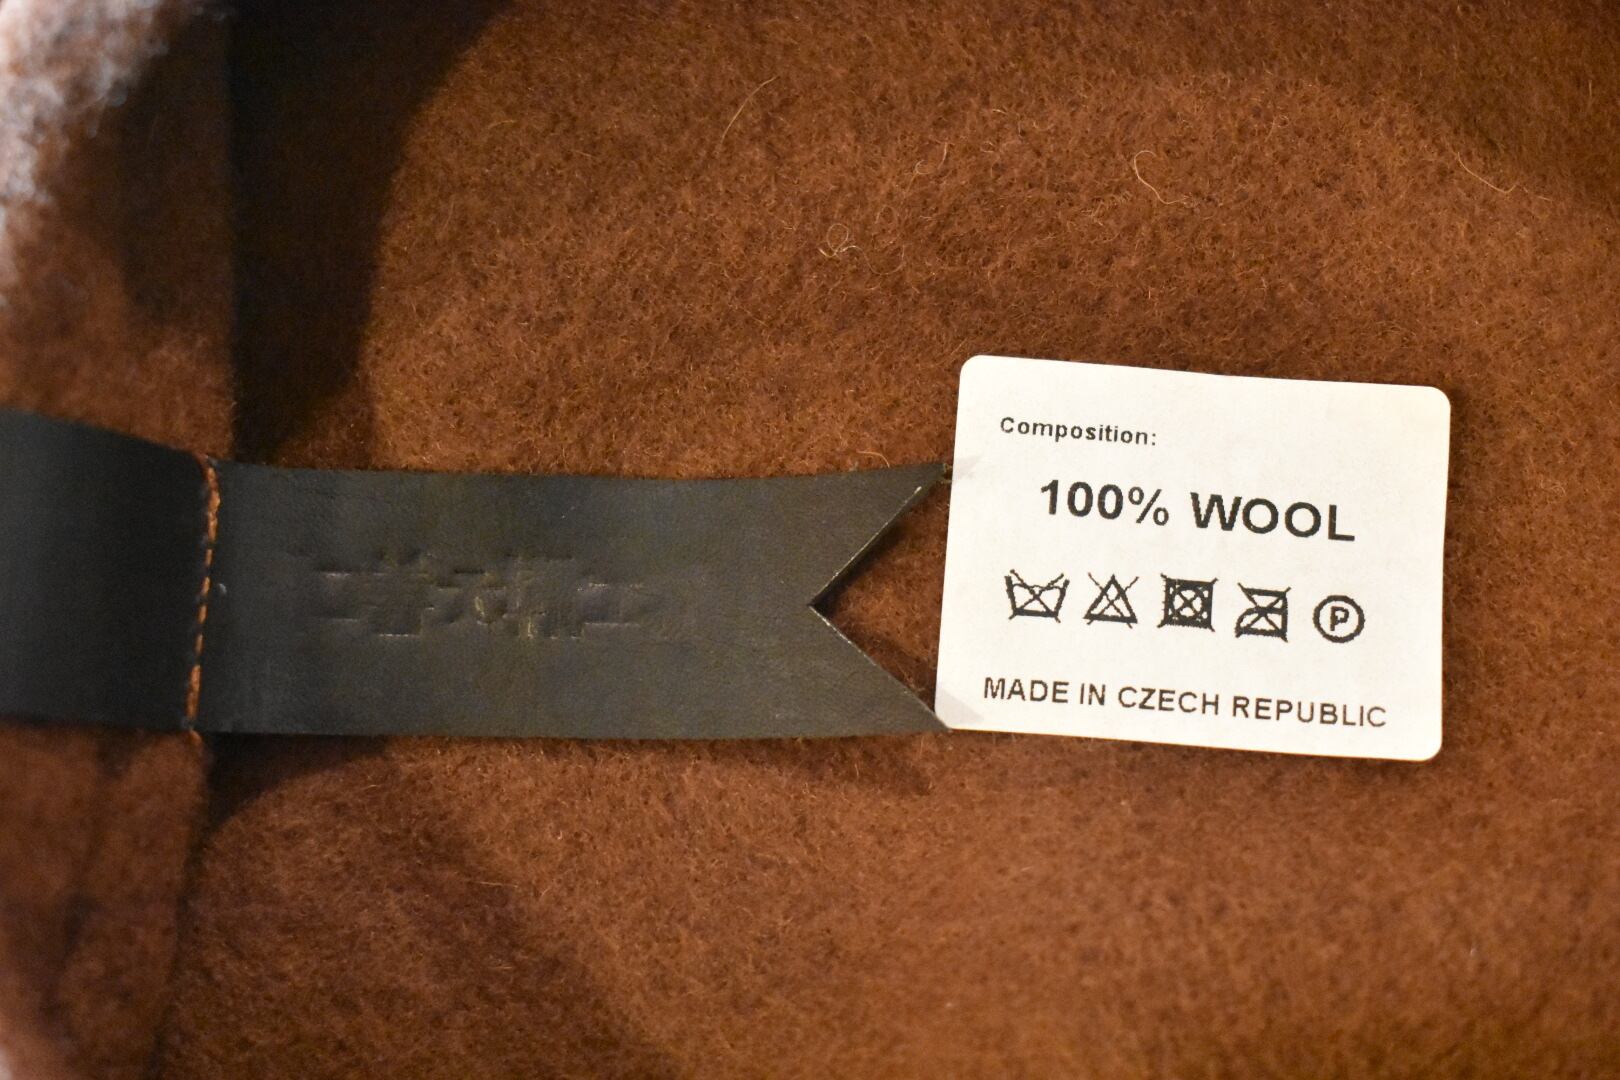 Composition:
100% WOOL
P
MADE IN CZECH REPUBLIC